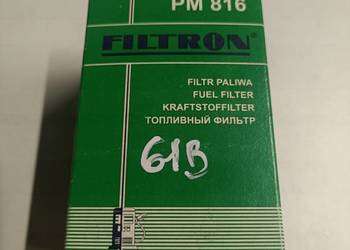 PM 816
FILTRON
FILTR PALIWA
FUEL FILTER
KRAFTSTOFFILTER
ТОПЛИВНЫЙ ФИЛЬТР
61B